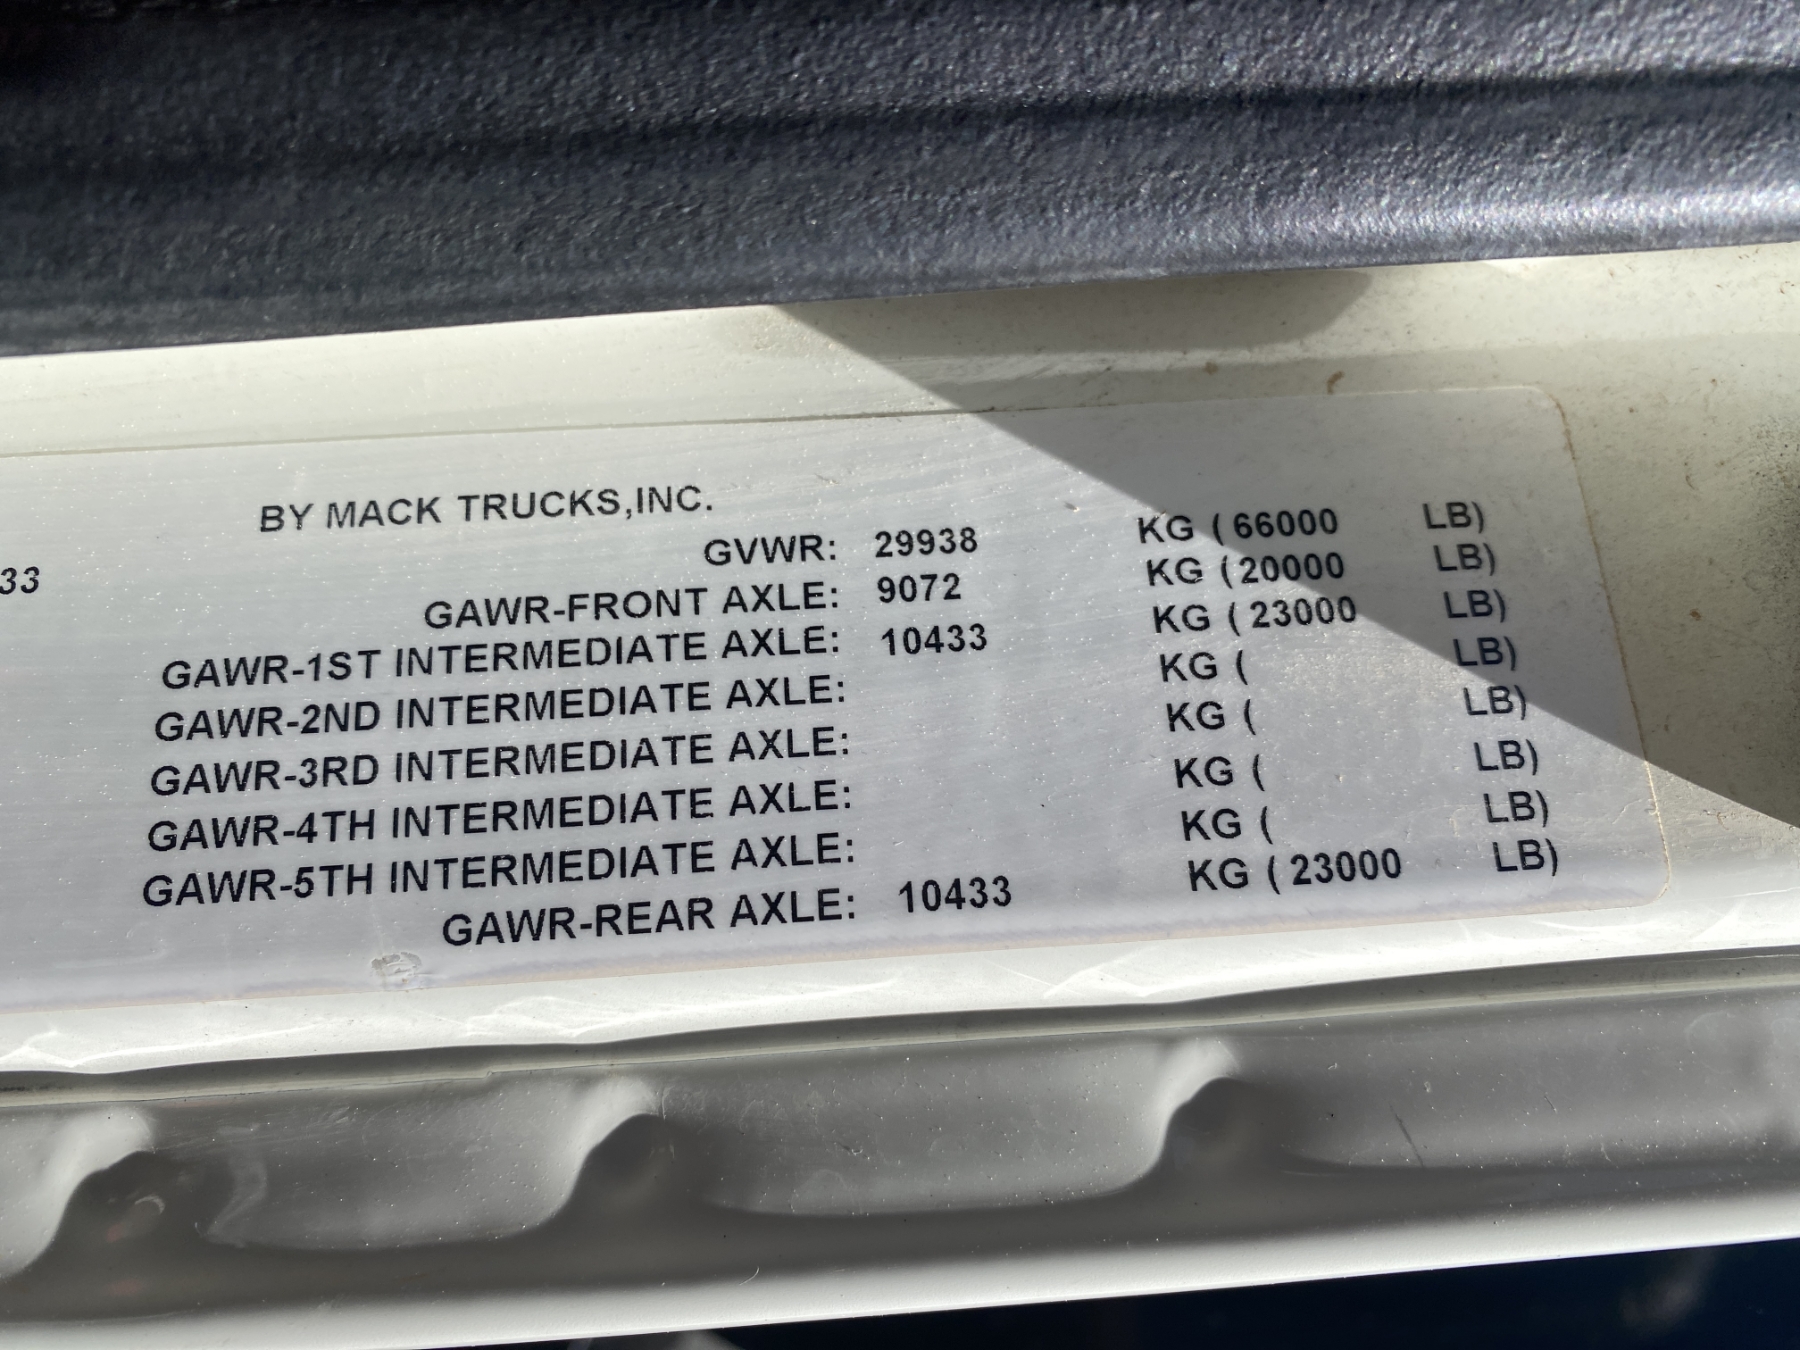 BY MACK TRUCKS,INC.
GVWR: 29938 KG (66000 LB)
33
GAWR-FRONT AXLE: 9072 KG (20000 LB)
GAWR-1ST INTERMEDIATE AXLE: 10433 KG (23000 LB)
GAWR-2ND INTERMEDIATE AXLE: KG ( LB)
GAWR-3RD INTERMEDIATE AXLE: KG ( LB)
GAWR-4TH INTERMEDIATE AXLE: KG ( LB)
GAWR-5TH INTERMEDIATE AXLE: KG ( LB)
GAWR-REAR AXLE: 10433 KG (23000 LB)